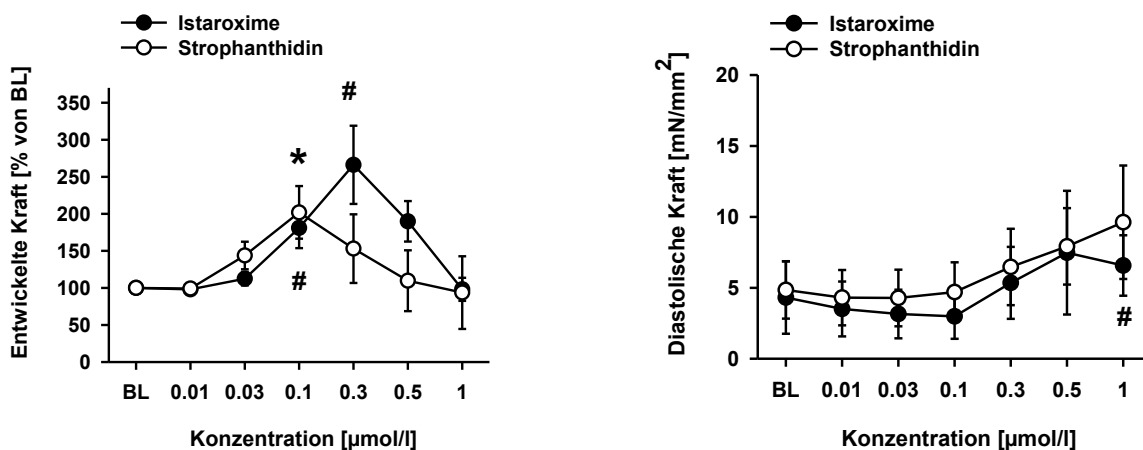 Istaroxime
Strophanthidin
Entwickelte Kraft [% von BL]
350
300
250
200
150
100
50
0
#
*
#
BL 0.01 0.03 0.1 0.3 0.5 1
Konzentration [µmol/l]
Istaroxime
Strophanthidin
Diastolische Kraft [mN/mm²]
20
15
10
5
0
#
BL 0.01 0.03 0.1 0.3 0.5 1
Konzentration [µmol/l]